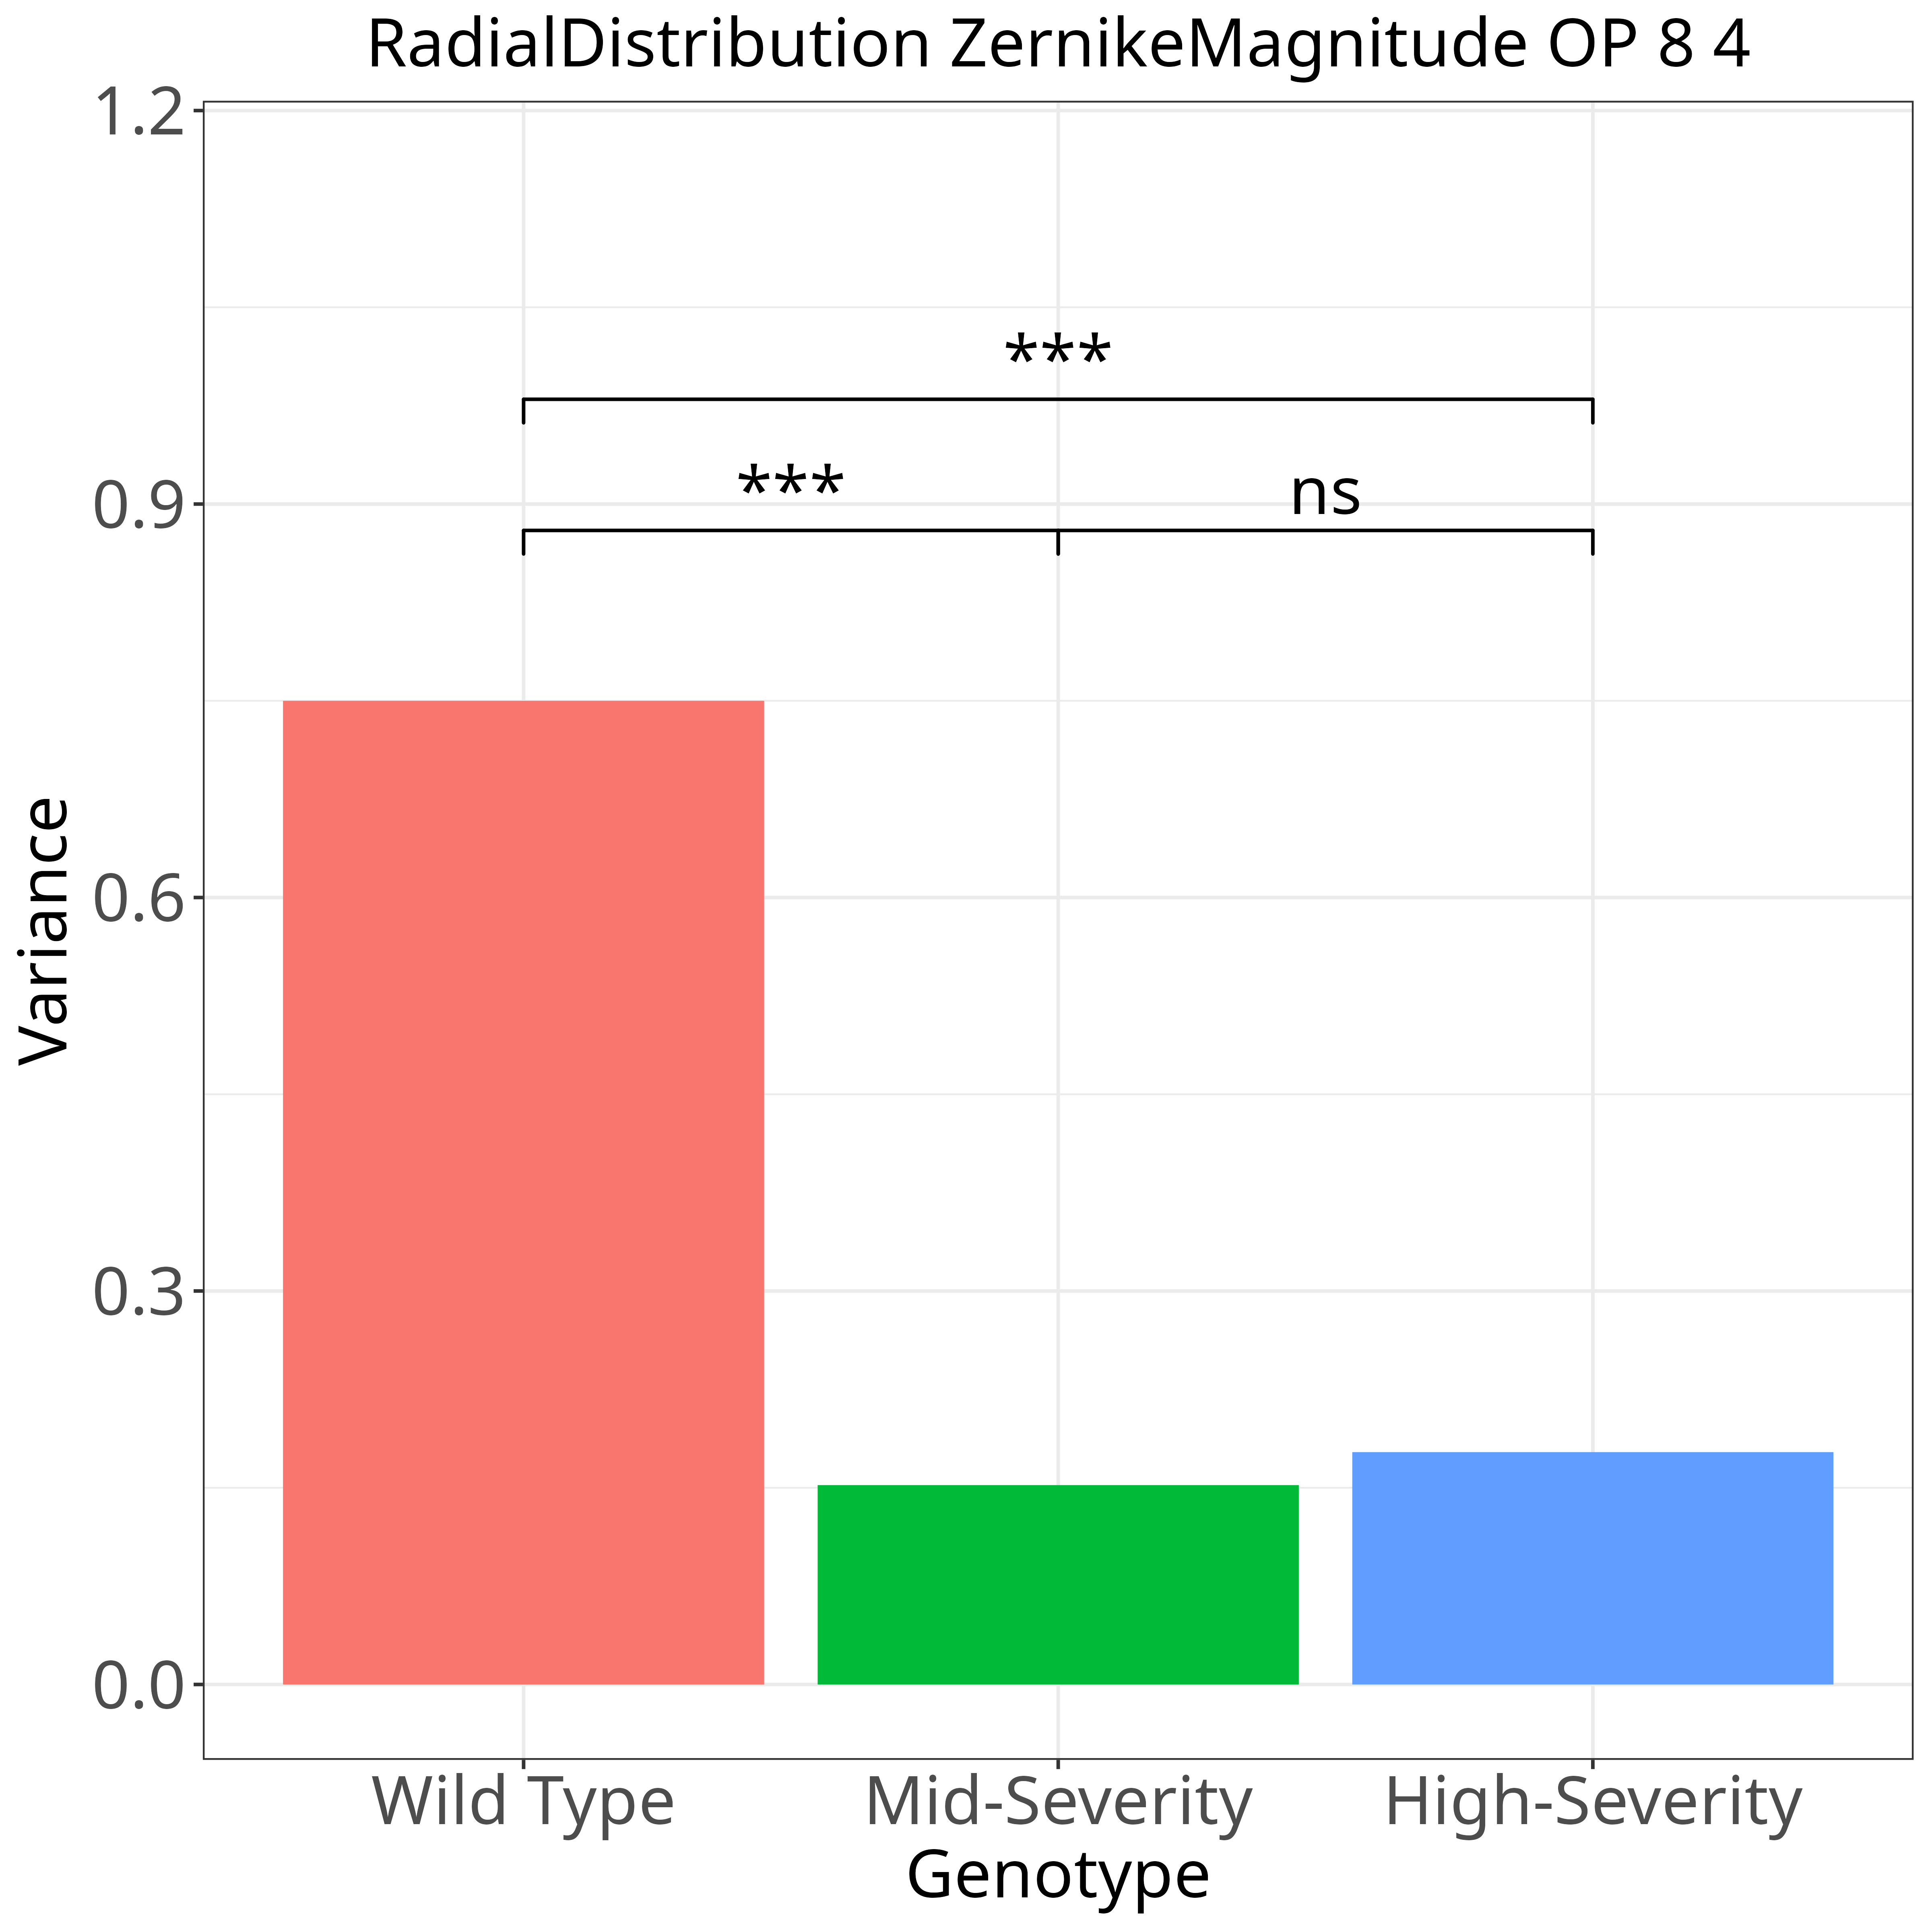 RadialDistribution ZernikeMagnitude OP 8 4
1.2
***
0.9
***
ns
0.6
0.3
0.0
Variance
Wild Type
Mid-Severity
High-Severity
Genotype